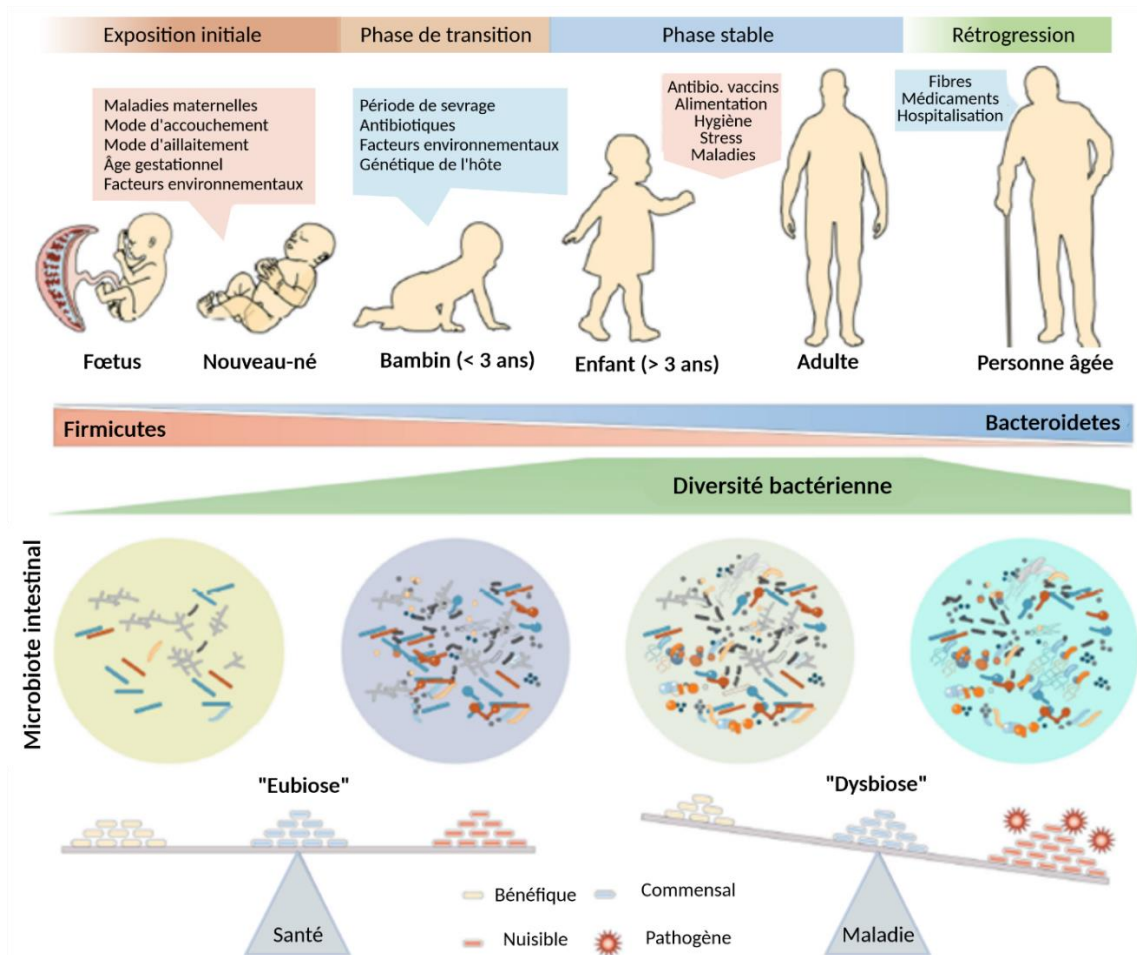 Exposition initiale
Phase de transition
Phase stable
Rétrogression
Maladies maternelles
Mode d'accouchement
Mode d'aillaitement
Âge gestationnel
Facteurs environnementaux
Période de sevrage
Antibiotiques
Facteurs environnementaux
Génétique de l'hôte
Antibio. vaccins
Alimentation
Hygiène
Stress
Maladies
Fibres
Médicaments
Hospitalisation
Fœtus
Nouveau-né
Bambin (< 3 ans)
Enfant (> 3 ans)
Adulte
Personne âgée
Firmicutes
Bacteroidetes
Diversité bactérienne
Microbiote intestinal
"Eubiose"
"Dysbiose"
Bénéfique
Commensal
Nuisible
Pathogène
Santé
Maladie